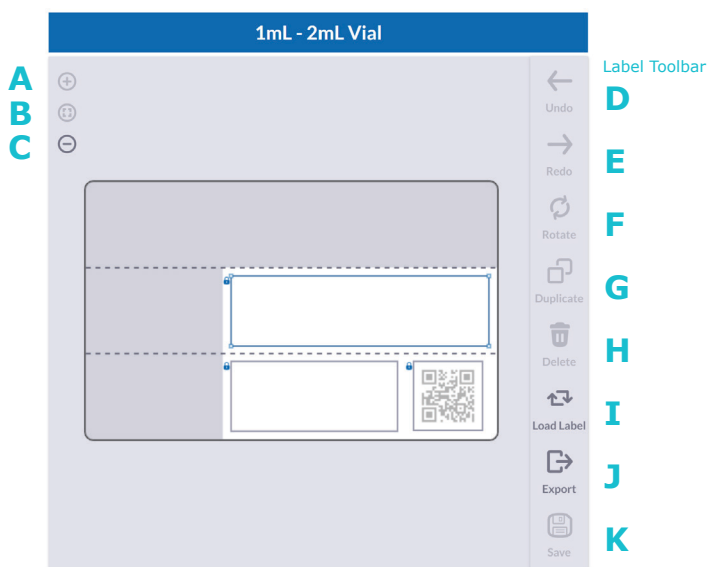 1mL - 2mL Vial
Label Toolbar
A
B
C
Undo
D
Redo
E
Rotate
F
Duplicate
G
Delete
H
Load Label
I
Export
J
Save
K